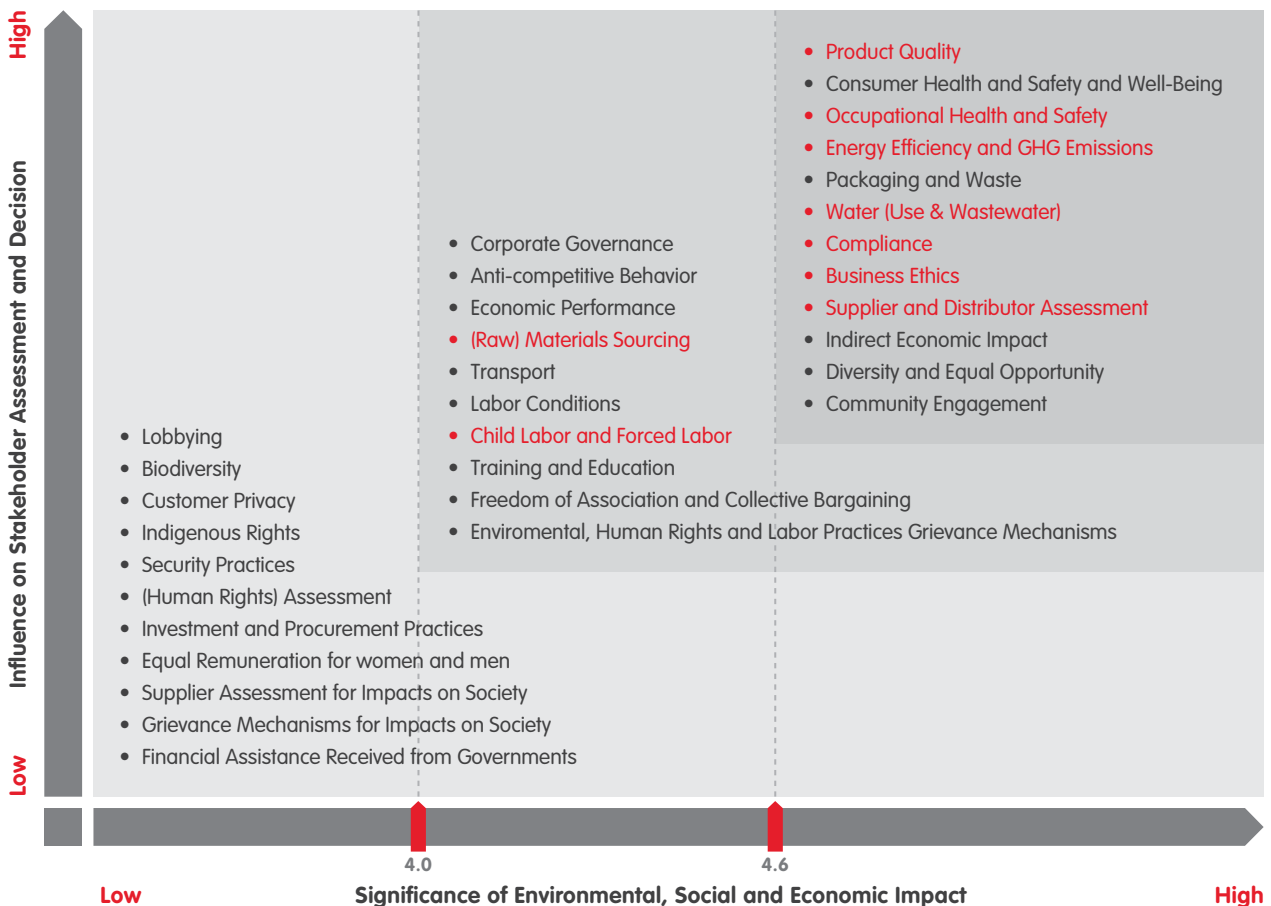 High
Influence on Stakeholder Assessment and Decision
Low
• Product Quality
• Consumer Health and Safety and Well-Being
• Occupational Health and Safety
• Energy Efficiency and GHG Emissions
• Packaging and Waste
• Water (Use & Wastewater)
• Compliance
• Business Ethics
• Supplier and Distributor Assessment
• Indirect Economic Impact
• Diversity and Equal Opportunity
• Community Engagement
• Corporate Governance
• Anti-competitive Behavior
• Economic Performance
• (Raw) Materials Sourcing
• Transport
• Labor Conditions
• Child Labor and Forced Labor
• Training and Education
• Freedom of Association and Collective Bargaining
• Enviromental, Human Rights and Labor Practices Grievance Mechanisms
• Lobbying
• Biodiversity
• Customer Privacy
• Indigenous Rights
• Security Practices
• (Human Rights) Assessment
• Investment and Procurement Practices
• Equal Remuneration for women and men
• Supplier Assessment for Impacts on Society
• Grievance Mechanisms for Impacts on Society
• Financial Assistance Received from Governments
4.0
4.6
Low
Significance of Environmental, Social and Economic Impact
High